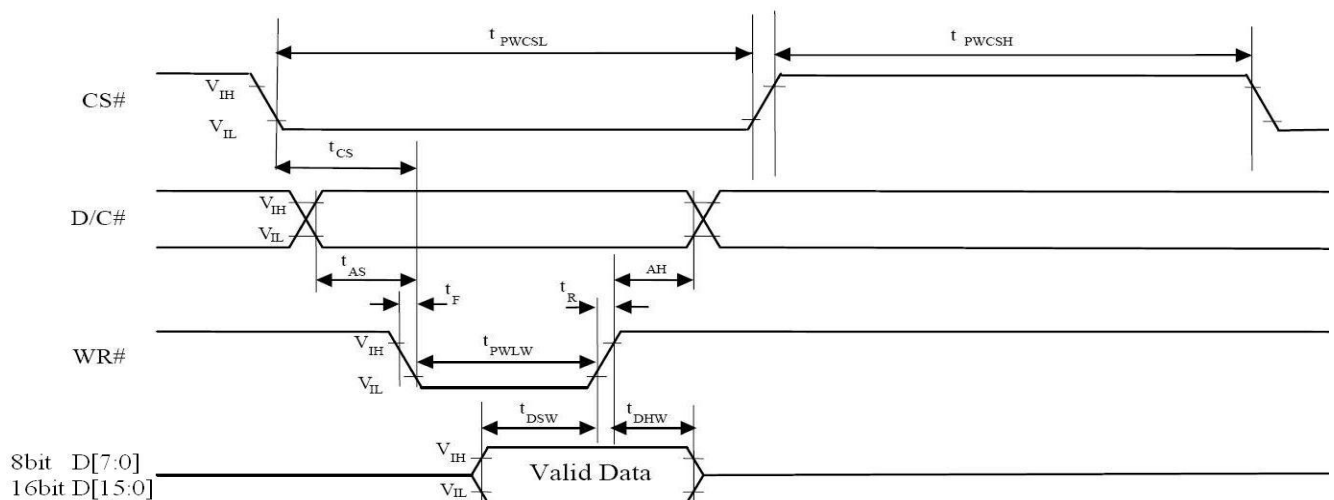 t PWCSL
t PWCSH
CS#
VIH
VIL
tCS
D/C#
VIH
VIL
tAS
AH
tF
tR
WR#
VIH
tPWLW
VIL
tDSW
tDHW
8bit D[7:0]
VIH
Valid Data
16bit D[15:0]
VIL